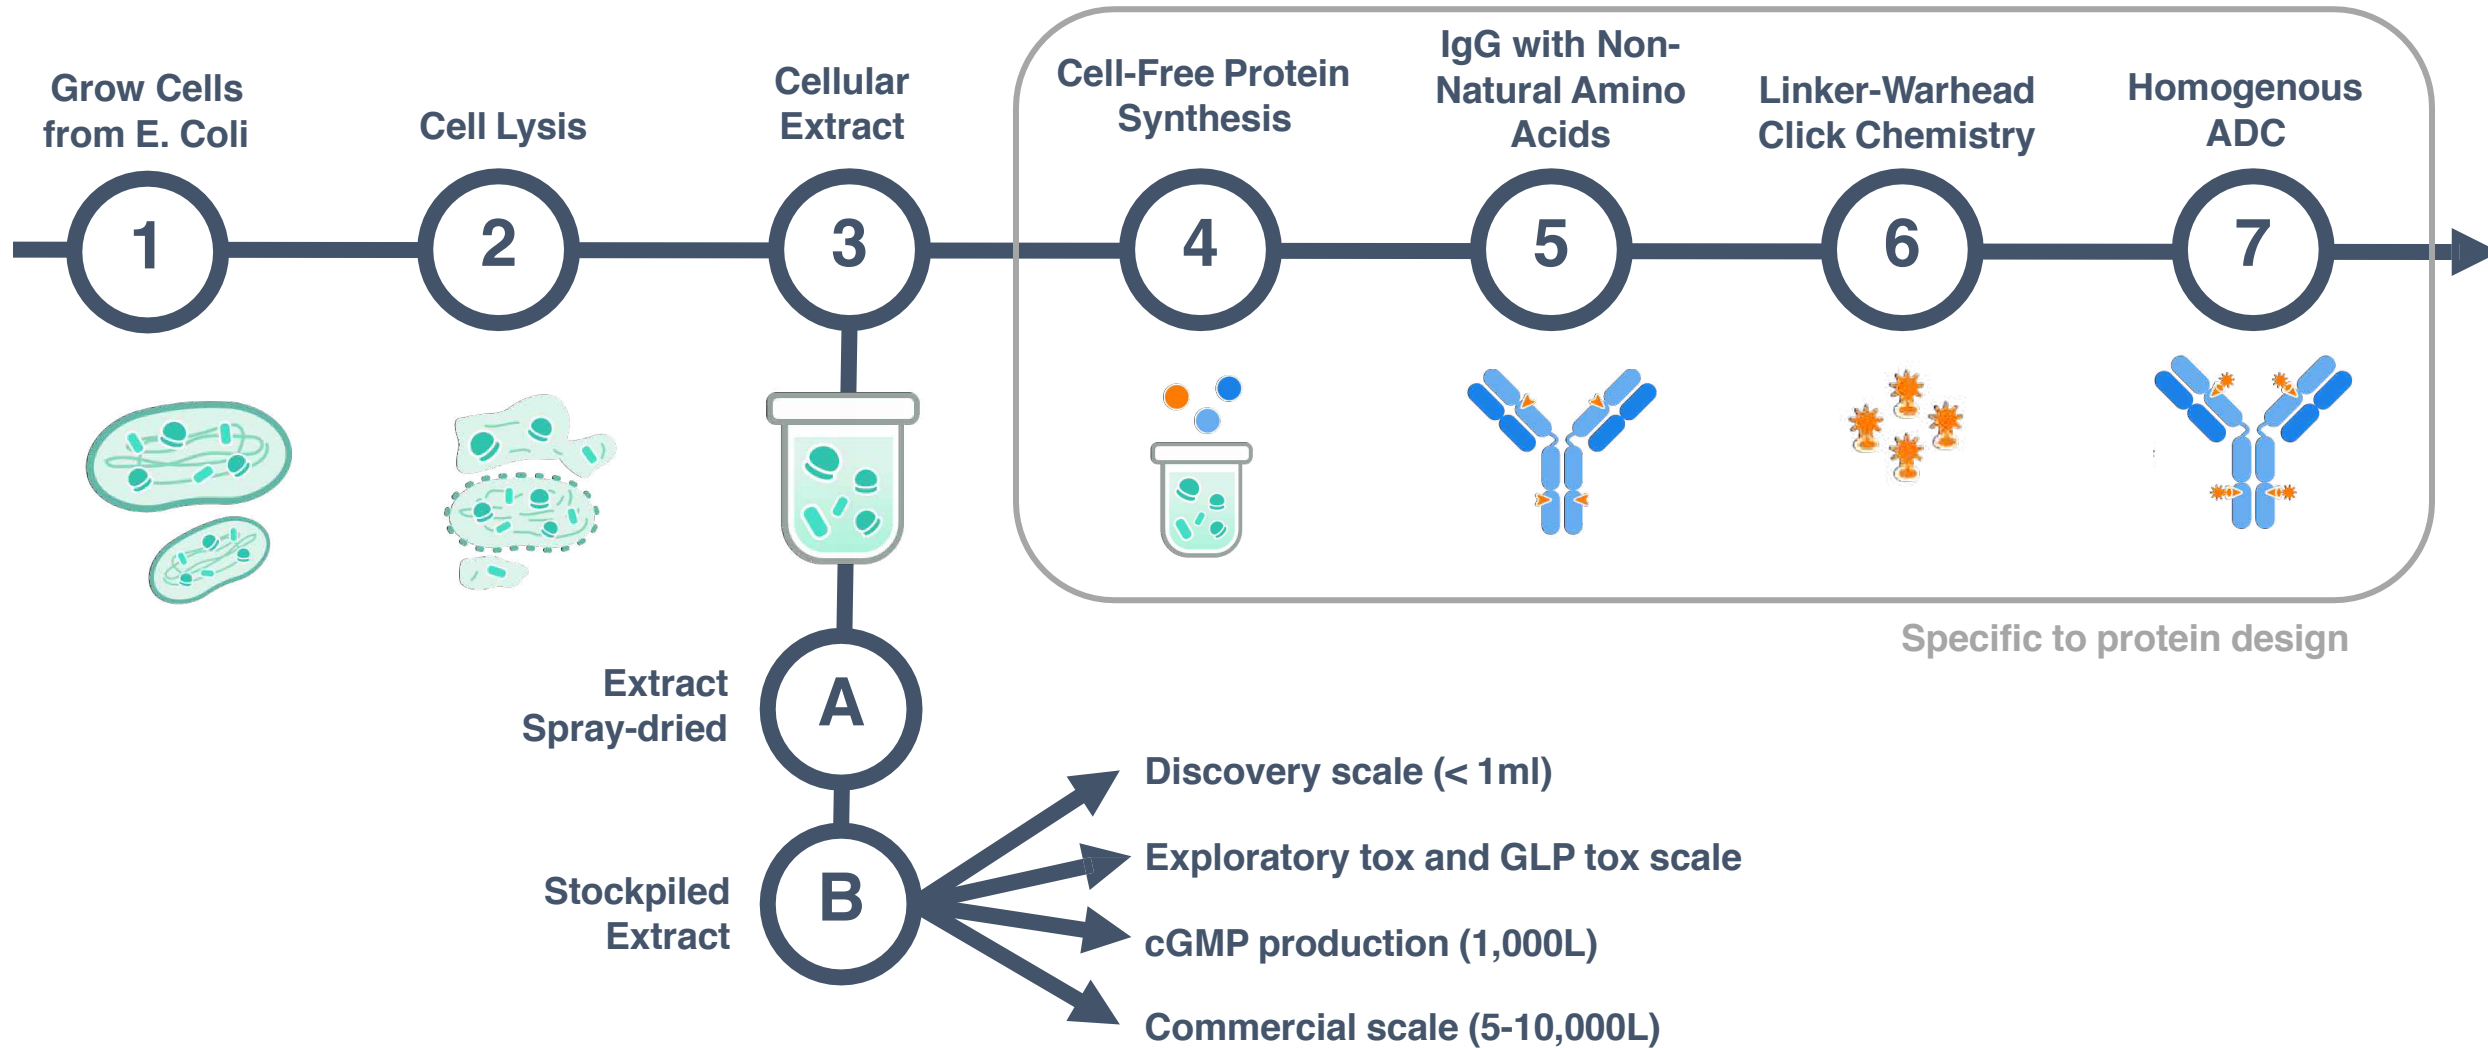 Grow Cells
from E. Coli
1
Cell Lysis
2
Cellular
Extract
3
Cell-Free Protein
Synthesis
4
IgG with Non-
Natural Amino
Acids
5
Linker-Warhead
Click Chemistry
6
Homogenous
ADC
7
Specific to protein design
Extract
Spray-dried
A
Stockpiled
Extract
B
Discovery scale (< 1ml)
Exploratory tox and GLP tox scale
cGMP production (1,000L)
Commercial scale (5-10,000L)